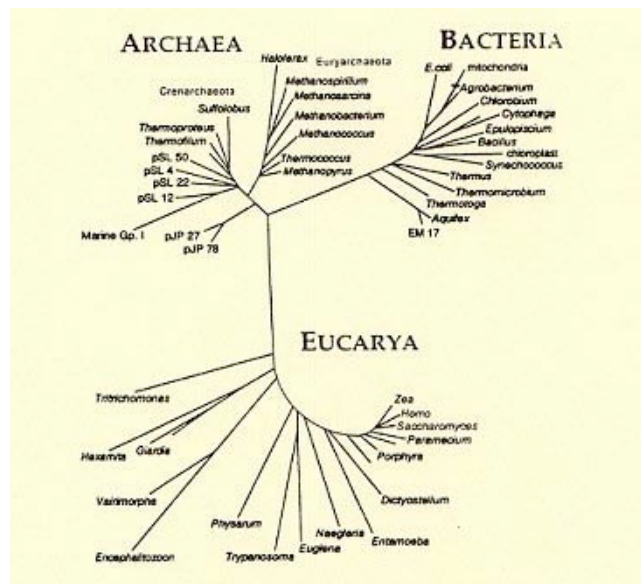 ARCHAEA
BACTERIA
Haloferax
Euryarchaeota
Methanospirillum
Methanosarcina
Methanobacterium
Methanococcus
Thermococcus
Methanopyrus
Crenarchaeota
Sulfolobus
Thermoproteus
Thermofilum
pSL 50
pSL 4
pSL 22
pSL 12
Marine Gp. I
pJP 27
pJP 78
E.coli
mitochondria
Agrobacterium
Chlorobium
Cytophaga
Epulopiscium
Bacillus
chloroplast
Synechococcus
Thermus
Thermomicrobium
Thermotoga
Aquifex
EM 17
EUCARYA
Tritrichomonas
Zea
Homo
Saccharomyces
Paramecium
Porphyra
Hexamita
Giardia
Dictyostelium
Vairimorpha
Physarum
Naegleria
Entamoeba
Euglena
Trypanosoma
Encephalitozoon